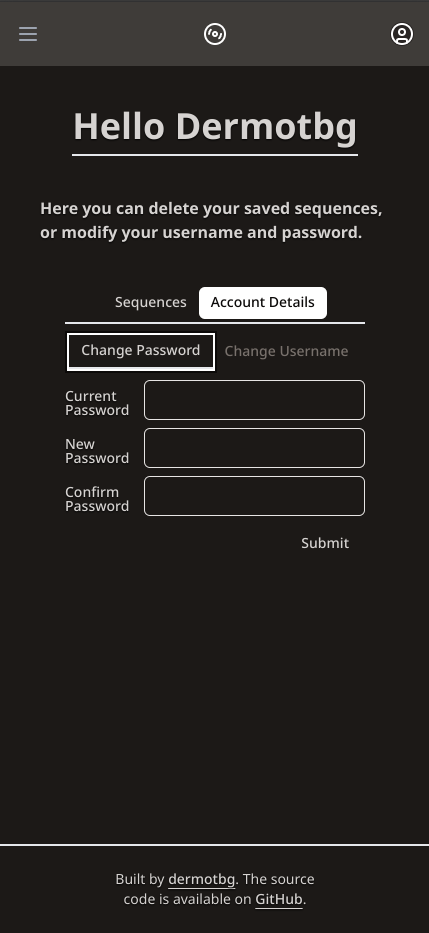 Hello Dermotbg
Here you can delete your saved sequences,
or modify your username and password.
Sequences
Account Details
Change Password
Change Username
Current
Password
New
Password
Confirm
Password
Submit
Built by dermotbg. The source
code is available on GitHub.